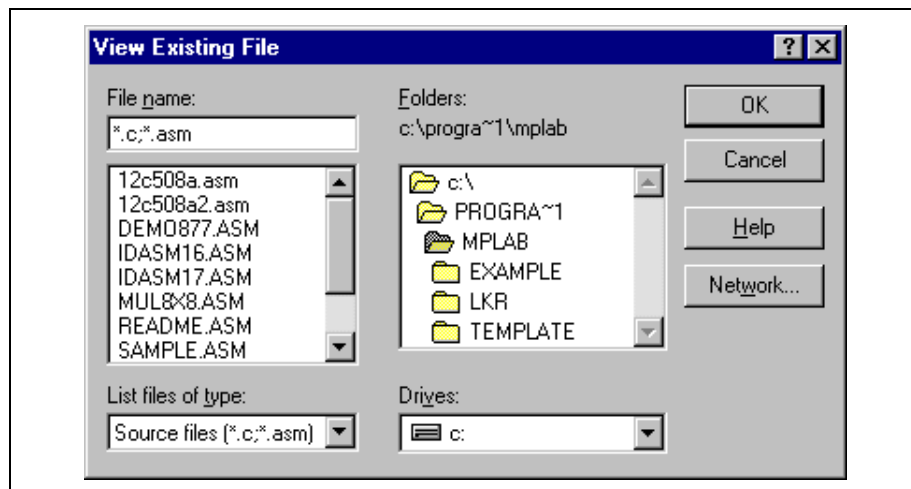 View Existing File
File name:
*.c;*.asm
12c508a.asm
12c508a2.asm
DEMO877.ASM
IDASM16.ASM
IDASM17.ASM
MUL8X8.ASM
README.ASM
SAMPLE.ASM
List files of type:
Source files (*.c;*.asm)
Folders:
c:\progra~1\mplab
c:\
PROGRA~1
MPLAB
EXAMPLE
LKR
TEMPLATE
Drives:
c:
OK
Cancel
Help
Network...